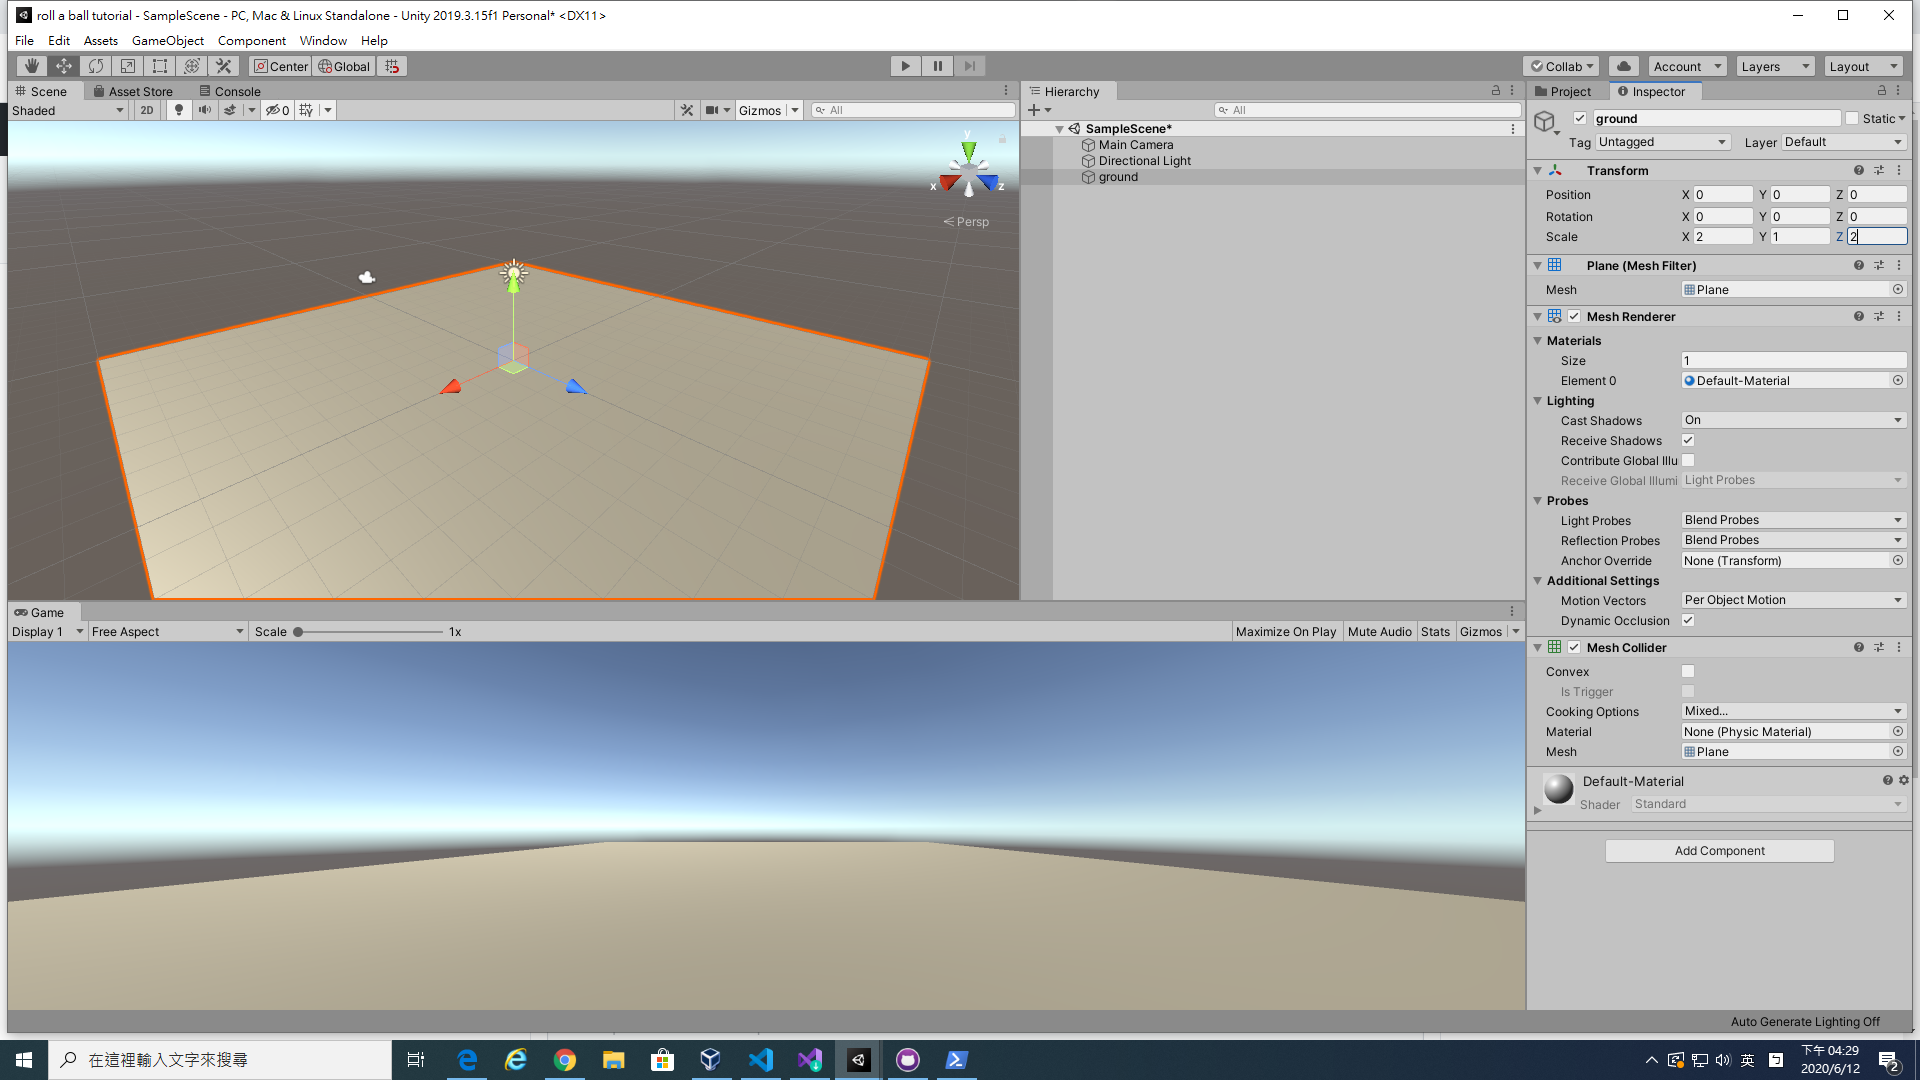 roll a ball tutorial - SampleScene - PC, Mac & Linux Standalone - Unity 2019.3.15f1 Personal* <DX11>
File Edit Assets GameObject Component Window Help
Center Global Collab Account Layers Layout
Scene Asset Store Console
Shaded 2D 0 Gizmos All
y
x z
Persp
Hierarchy
All
SampleScene*
Main Camera
Directional Light
ground
Project Inspector
ground Static
Tag Untagged Layer Default
Transform
Position X 0 Y 0 Z 0
Rotation X 0 Y 0 Z 0
Scale X 2 Y 1 Z 2
Plane (Mesh Filter)
Mesh Plane
Mesh Renderer
Materials
Size 1
Element 0 Default-Material
Lighting
Cast Shadows On
Receive Shadows
Contribute Global Illu
Receive Global Illumi Light Probes
Probes
Light Probes Blend Probes
Reflection Probes Blend Probes
Anchor Override None (Transform)
Additional Settings
Motion Vectors Per Object Motion
Dynamic Occlusion
Mesh Collider
Convex
Is Trigger
Cooking Options Mixed...
Material None (Physic Material)
Mesh Plane
Default-Material
Shader Standard
Add Component
Game
Display 1 Free Aspect Scale 1x Maximize On Play Mute Audio Stats Gizmos
Auto Generate Lighting Off
在這裡輸入文字來搜尋
英
下午 04:29
2020/6/12
2